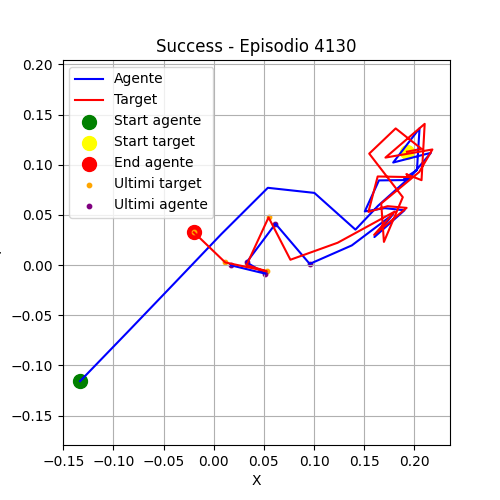 Success - Episodio 4130
0.20
0.15
0.10
0.05
0.00
−0.05
−0.10
−0.15
Agente
Target
Start agente
Start target
End agente
Ultimi target
Ultimi agente
−0.15 −0.10 −0.05 0.00 0.05 0.10 0.15 0.20
X